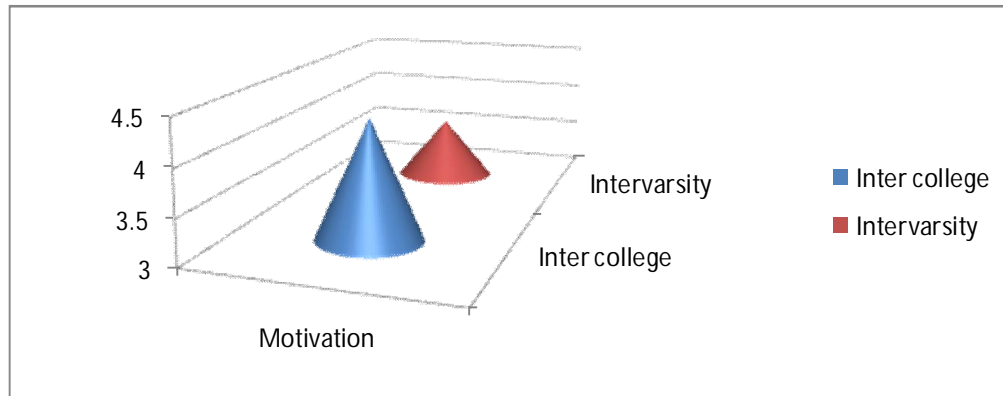 4.5
4
3.5
3
Motivation
Intervarsity
Inter college
Inter college
Intervarsity